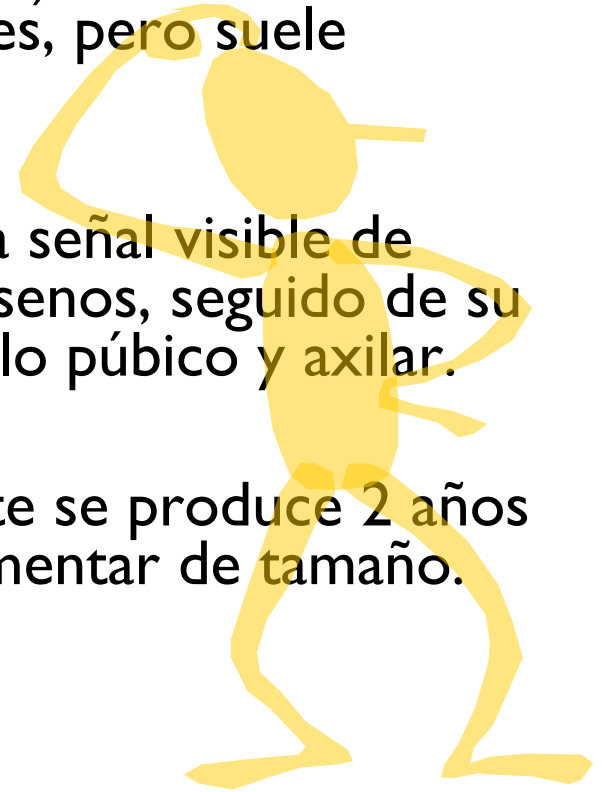 es, pero suele
a señal visible de
senos, seguido de su
lo púbico y axilar.
te se produce 2 años
mentar de tamaño.